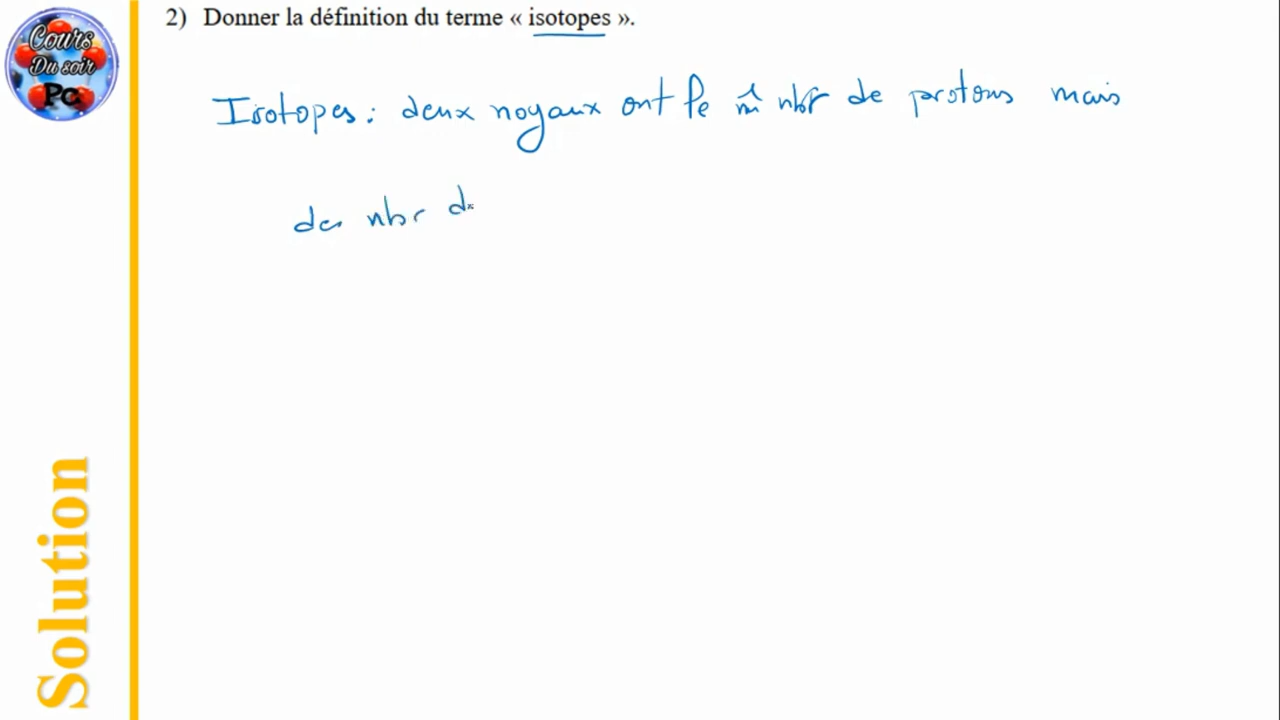 2) Donner la définition du terme « isotopes ».
Cours
Du soir
PC
Isotopes : deux noyaux ont le m̂ nbr de protons mais
des nbr d
Solution